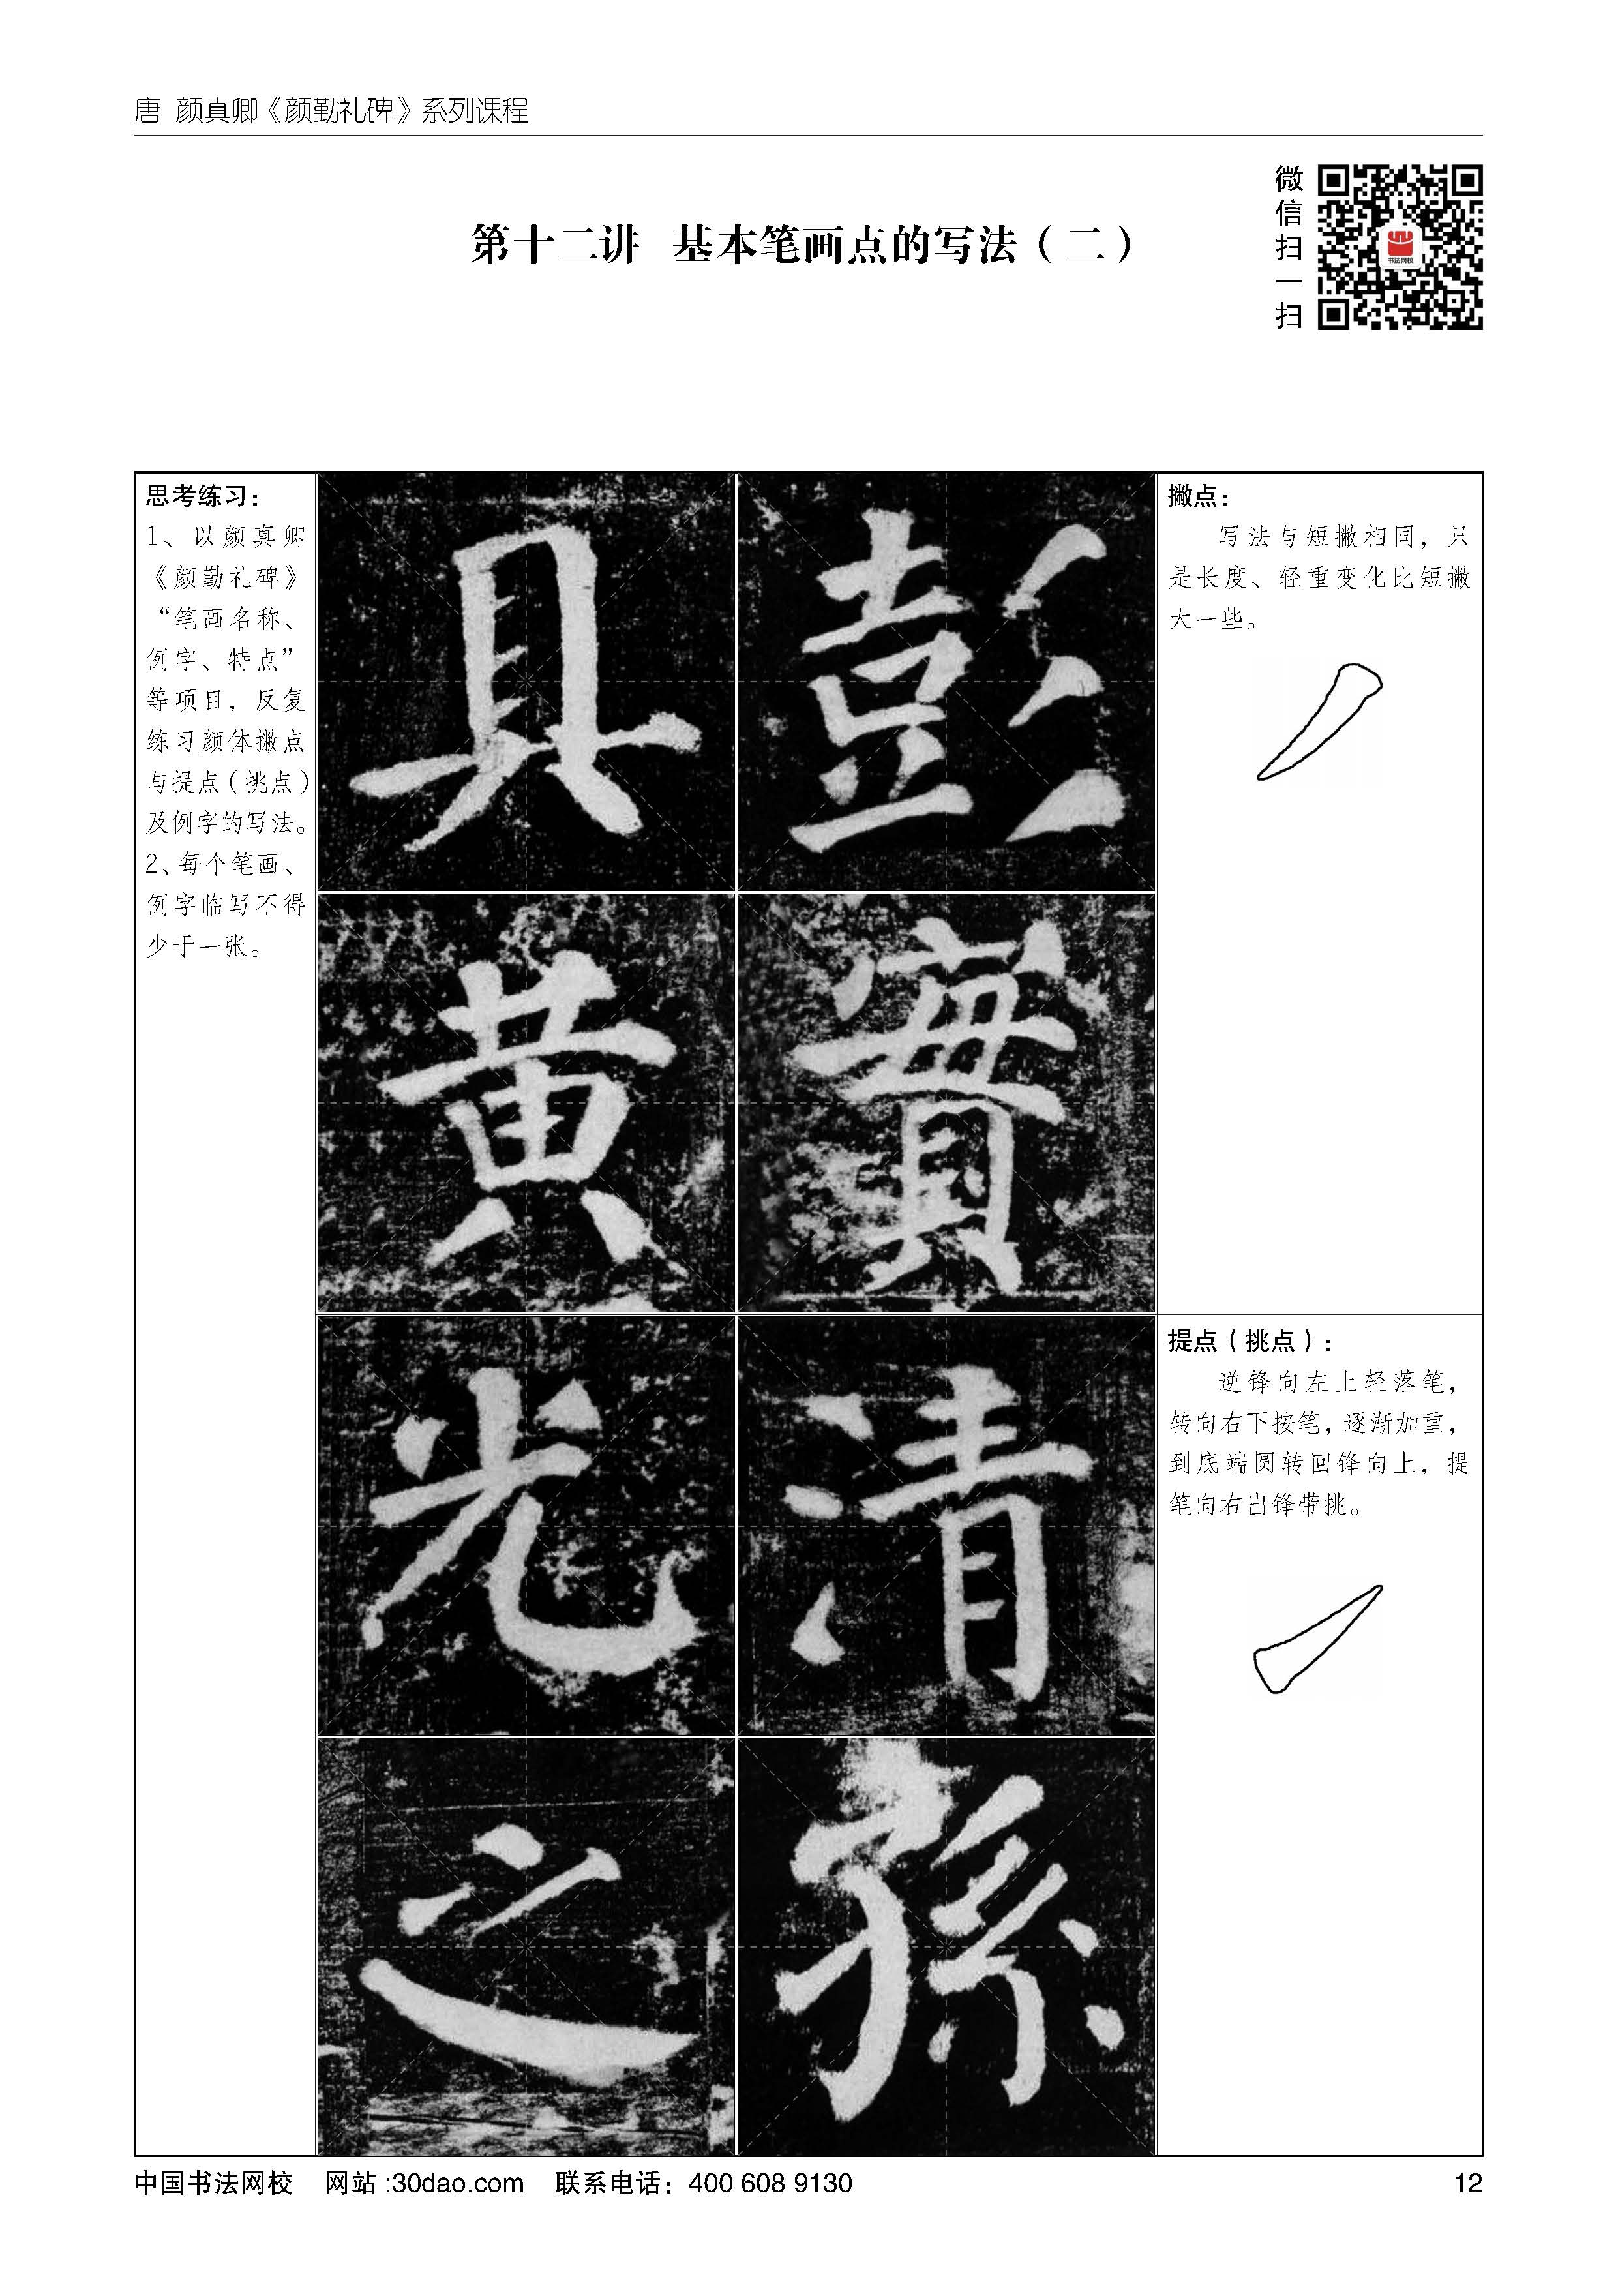 唐 颜真卿《颜勤礼碑》系列课程
微信扫一扫
书法网校
第十二讲 基本笔画点的写法（二）
撇点：
写法与短撇相同，只
是长度、轻重变化比短撇
大一些。
彭
具
寶
黄
提点（挑点）：
逆锋向左上轻落笔，
转向右下按笔，逐渐加重，
到底端圆转回锋向上，提
笔向右出锋带挑。
清
光
孫
之
思考练习：
1、以颜真卿
《颜勤礼碑》
“笔画名称、
例字、特点”
等项目，反复
练习颜体撇点
与提点（挑点）
及例字的写法。
2、每个笔画、
例字临写不得
少于一张。
中国书法网校 网站:30dao.com 联系电话：400 608 9130
12